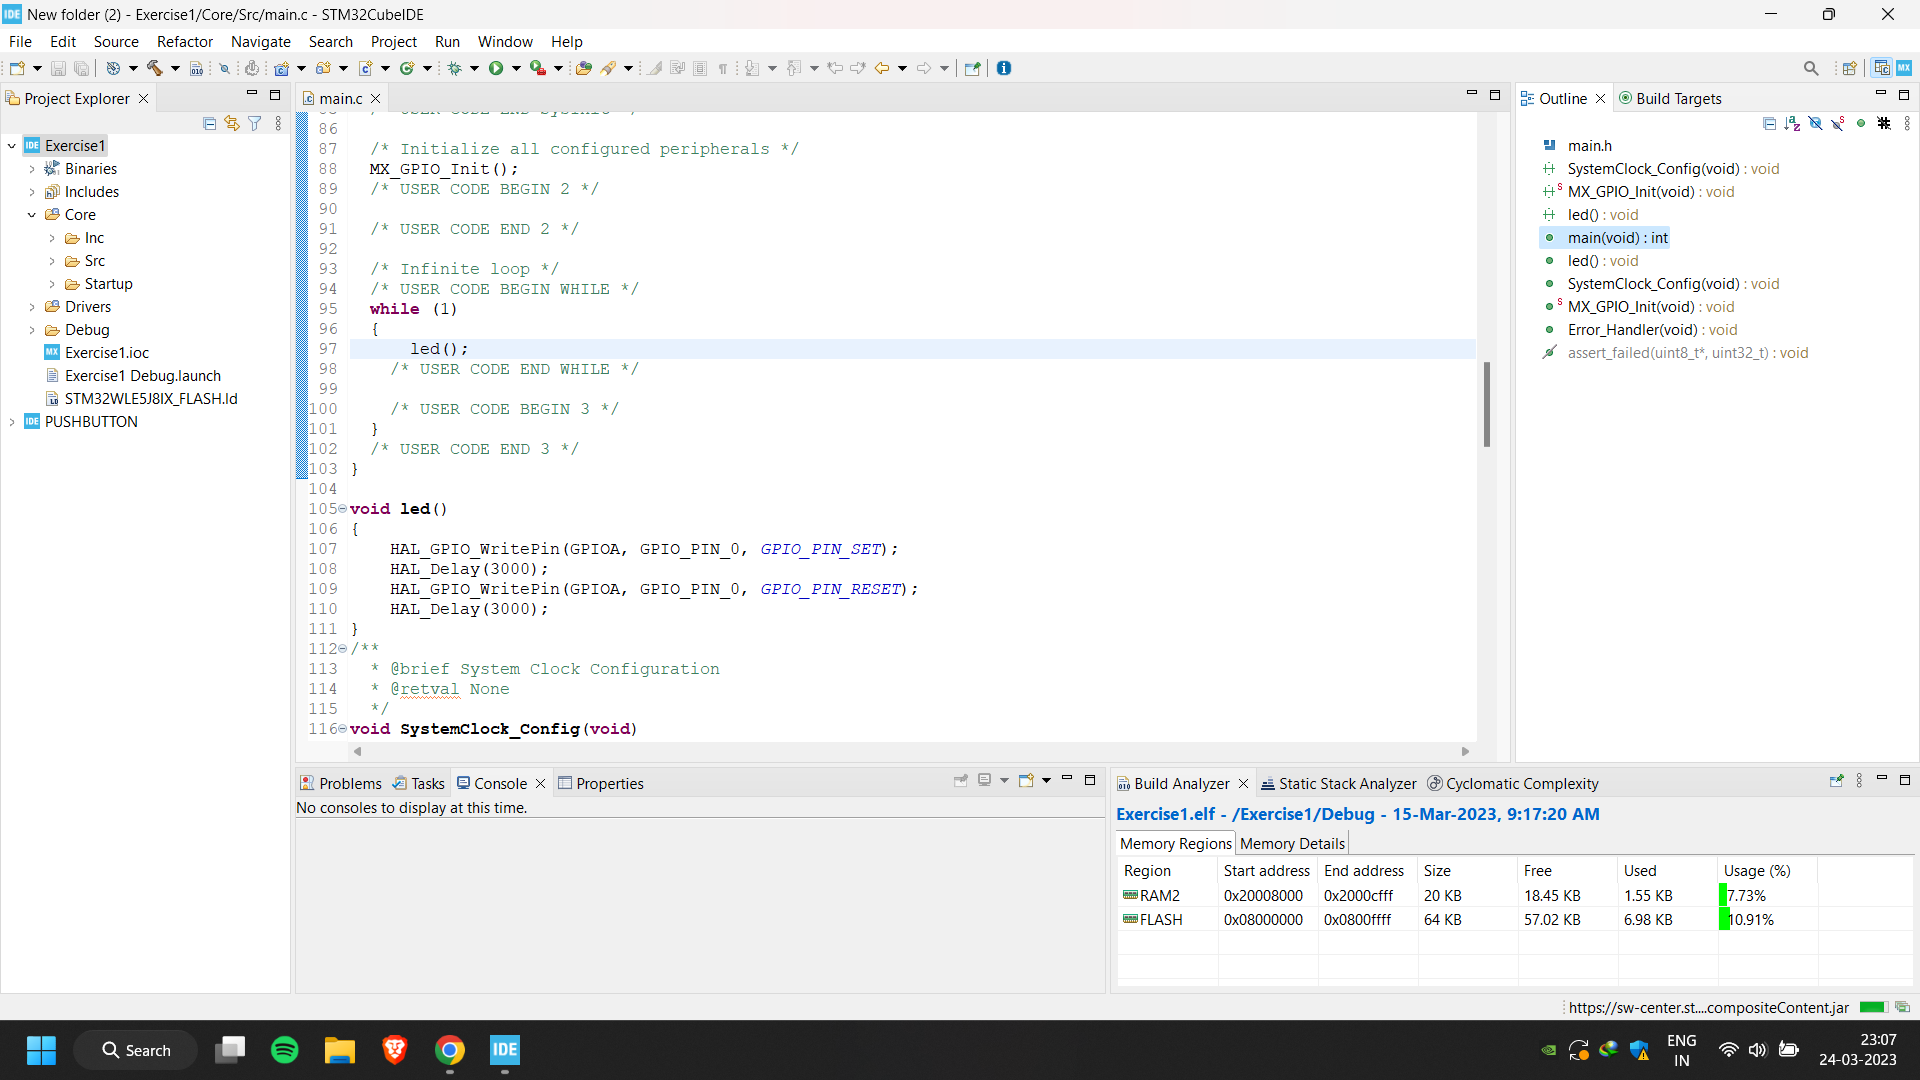 New folder (2) - Exercise1/Core/Src/main.c - STM32CubeIDE
File Edit Source Refactor Navigate Search Project Run Window Help
Project Explorer
Exercise1
Binaries
Includes
Core
Inc
Src
Startup
Drivers
Debug
Exercise1.ioc
Exercise1 Debug.launch
STM32WLE5J8IX_FLASH.ld
PUSHBUTTON
main.c
86
87 /* Initialize all configured peripherals */
88 MX_GPIO_Init();
89 /* USER CODE BEGIN 2 */
90
91 /* USER CODE END 2 */
92
93 /* Infinite loop */
94 /* USER CODE BEGIN WHILE */
95 while (1)
96 {
97 led();
98 /* USER CODE END WHILE */
99
100 /* USER CODE BEGIN 3 */
101 }
102 /* USER CODE END 3 */
103 }
104
105 void led()
106 {
107 HAL_GPIO_WritePin(GPIOA, GPIO_PIN_0, GPIO_PIN_SET);
108 HAL_Delay(3000);
109 HAL_GPIO_WritePin(GPIOA, GPIO_PIN_0, GPIO_PIN_RESET);
110 HAL_Delay(3000);
111 }
112 /**
113 * @brief System Clock Configuration
114 * @retval None
115 */
116 void SystemClock_Config(void)
Outline Build Targets
main.h
SystemClock_Config(void) : void
MX_GPIO_Init(void) : void
led() : void
main(void) : int
led() : void
SystemClock_Config(void) : void
MX_GPIO_Init(void) : void
Error_Handler(void) : void
assert_failed(uint8_t*, uint32_t) : void
Problems Tasks Console Properties
No consoles to display at this time.
Build Analyzer Static Stack Analyzer Cyclomatic Complexity
Exercise1.elf - /Exercise1/Debug - 15-Mar-2023, 9:17:20 AM
Memory Regions Memory Details
Region Start address End address Size Free Used Usage (%)
RAM2 0x20008000 0x2000cfff 20 KB 18.45 KB 1.55 KB 7.73%
FLASH 0x08000000 0x0800ffff 64 KB 57.02 KB 6.98 KB 10.91%
https://sw-center.st....compositeContent.jar
Search
IDE
ENG
IN
23:07
24-03-2023